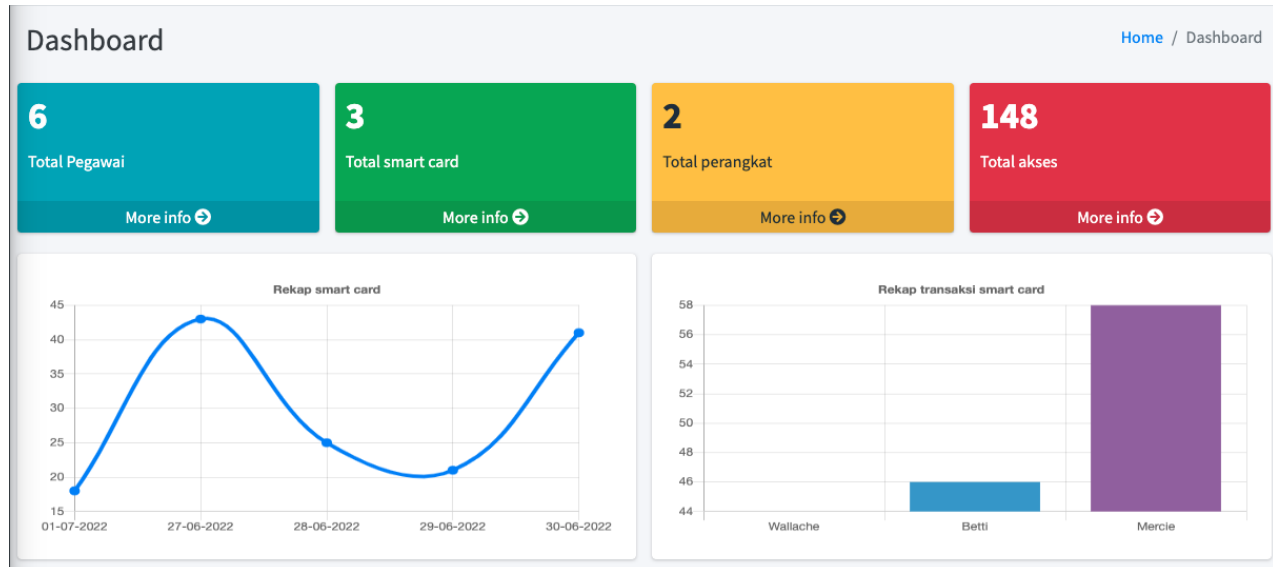 Dashboard
Home / Dashboard
6
Total Pegawai
More info
3
Total smart card
More info
2
Total perangkat
More info
148
Total akses
More info
Rekap smart card
45
40
35
30
25
20
15
01-07-2022 27-06-2022 28-06-2022 29-06-2022 30-06-2022
Rekap transaksi smart card
58
56
54
52
50
48
46
44
Wallache Betti Mercie